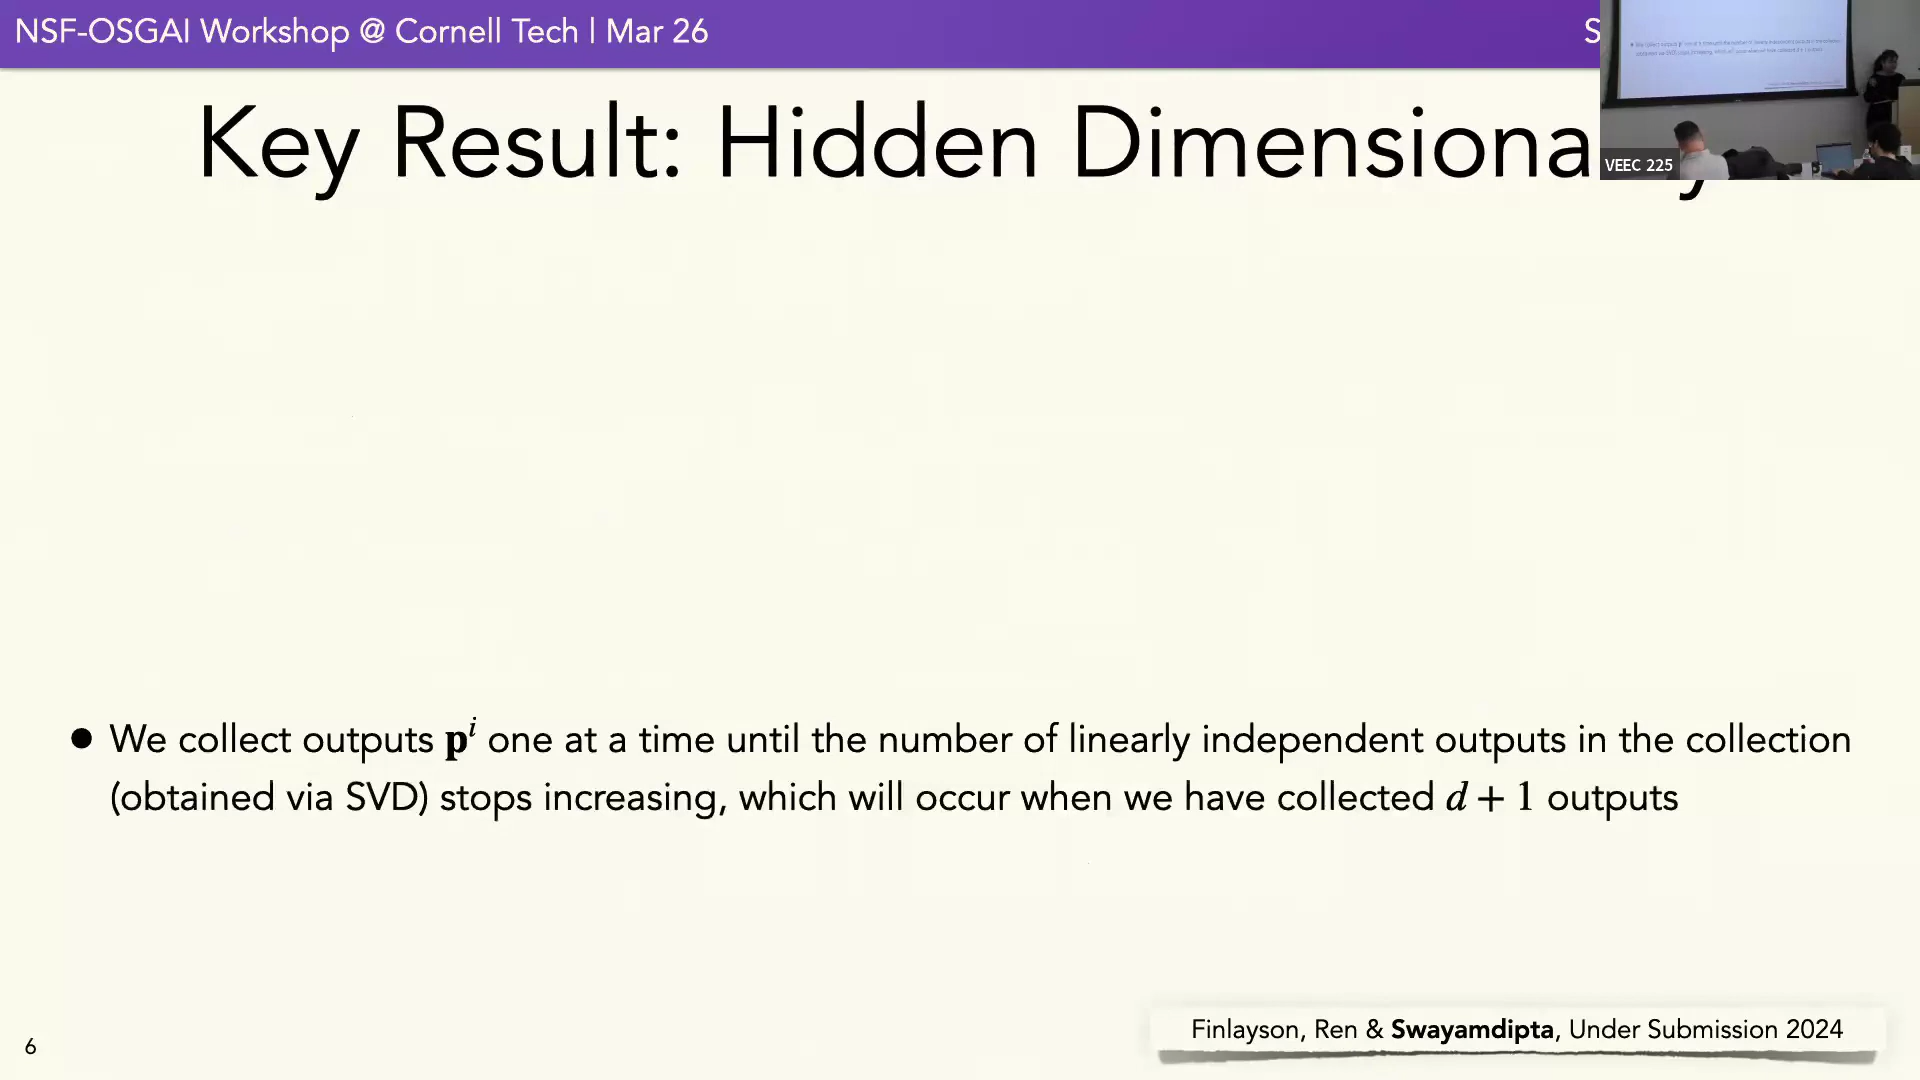 NSF-OSGAI Workshop @ Cornell Tech | Mar 26
S
Key Result: Hidden Dimensiona y
VEEC 225
• We collect outputs 𝐩ⁱ one at a time until the number of linearly independent outputs in the collection
(obtained via SVD) stops increasing, which will occur when we have collected d + 1 outputs
Finlayson, Ren & Swayamdipta, Under Submission 2024
6